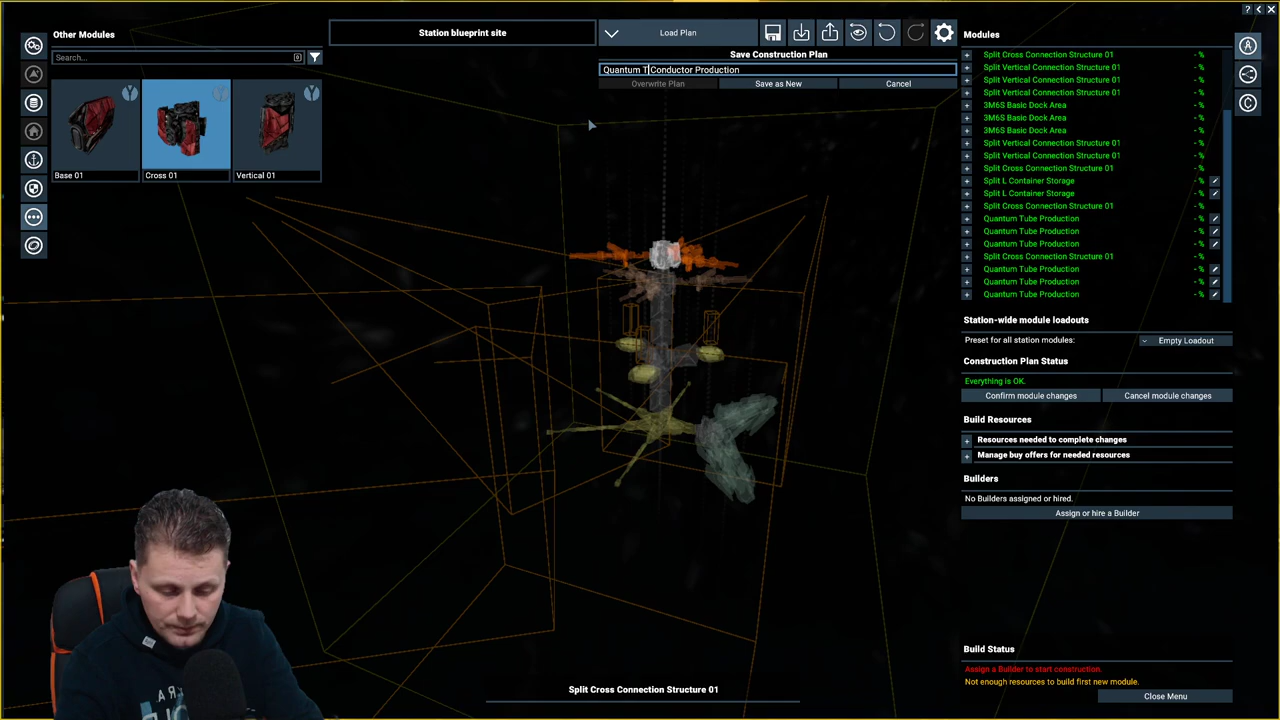 Other Modules
Search...
Base 01
Cross 01
Vertical 01
Station blueprint site
Load Plan
Save Construction Plan
Quantum T|Conductor Production
Overwrite Plan
Save as New
Cancel
?
Modules
+ Split Cross Connection Structure 01 - %
+ Split Vertical Connection Structure 01 - %
+ Split Vertical Connection Structure 01 - %
+ Split Vertical Connection Structure 01 - %
+ 3M6S Basic Dock Area - %
+ 3M6S Basic Dock Area - %
+ 3M6S Basic Dock Area - %
+ Split Vertical Connection Structure 01 - %
+ Split Vertical Connection Structure 01 - %
+ Split Cross Connection Structure 01 - %
+ Split L Container Storage - %
+ Split L Container Storage - %
+ Split Cross Connection Structure 01 - %
+ Quantum Tube Production - %
+ Quantum Tube Production - %
+ Quantum Tube Production - %
+ Split Cross Connection Structure 01 - %
+ Quantum Tube Production - %
+ Quantum Tube Production - %
+ Quantum Tube Production - %
Station-wide module loadouts
Preset for all station modules: Empty Loadout
Construction Plan Status
Everything is OK.
Confirm module changes
Cancel module changes
Build Resources
+ Resources needed to complete changes
+ Manage buy offers for needed resources
Builders
No Builders assigned or hired.
Assign or hire a Builder
Build Status
Assign a Builder to start construction.
Not enough resources to build first new module.
Close Menu
Split Cross Connection Structure 01